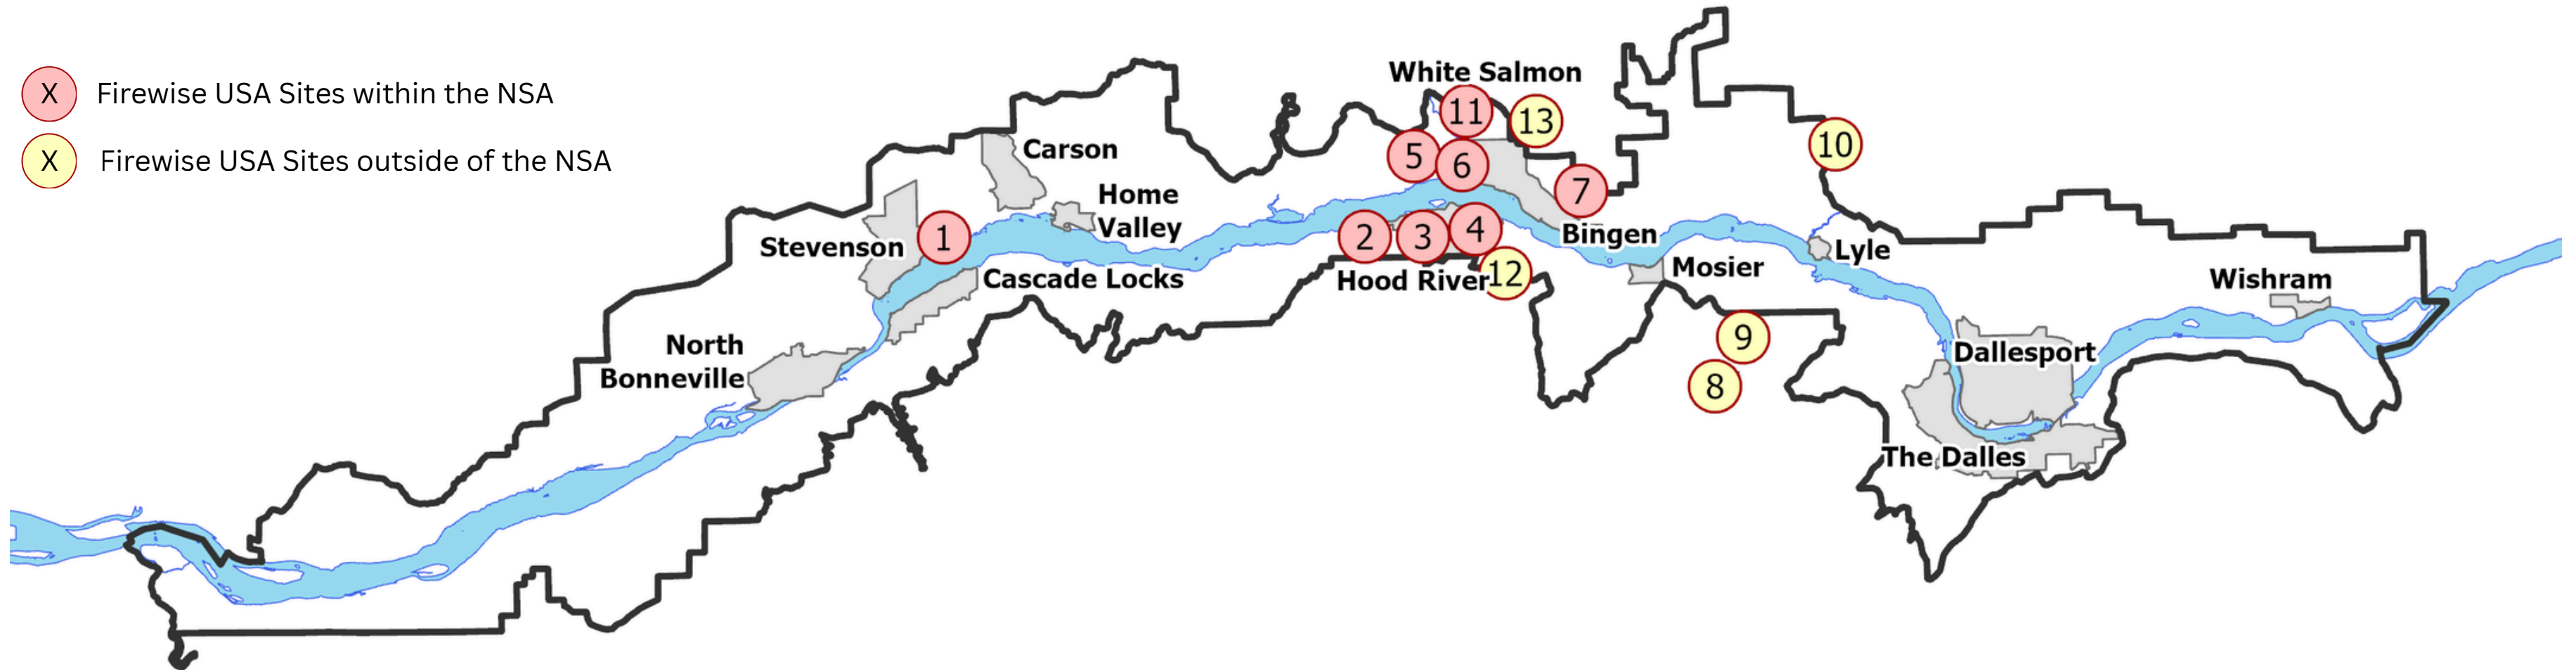 X Firewise USA Sites within the NSA
X Firewise USA Sites outside of the NSA
White Salmon
11
13
10
5
6
7
Carson
Home
Valley
Stevenson
1
2
3
4
Bingen
Lyle
Cascade Locks
Hood River
12
Mosier
Wishram
North
Bonneville
9
8
Dallesport
The Dalles